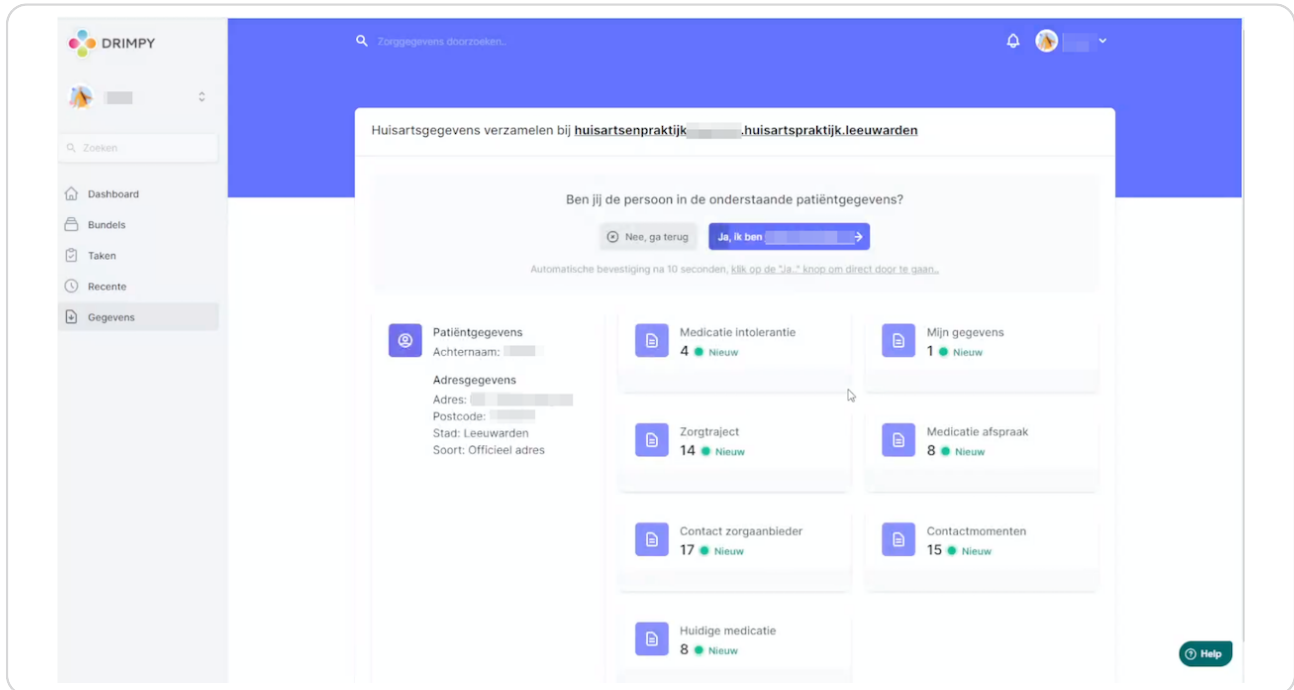 DRIMPY
Zorggegevens doorzoeken..
Zoeken
Dashboard
Bundels
Taken
Recente
Gegevens
Huisartsgegevens verzamelen bij huisartsenpraktijk .huisartspraktijk.leeuwarden
Ben jij de persoon in de onderstaande patiëntgegevens?
Nee, ga terug
Ja, ik ben
Automatische bevestiging na 10 seconden, klik op de "Ja.." knop om direct door te gaan..
Patiëntgegevens
Achternaam:
Adresgegevens
Adres:
Postcode:
Stad: Leeuwarden
Soort: Officieel adres
Medicatie intolerantie
4 Nieuw
Mijn gegevens
1 Nieuw
Zorgtraject
14 Nieuw
Medicatie afspraak
8 Nieuw
Contact zorgaanbieder
17 Nieuw
Contactmomenten
15 Nieuw
Huidige medicatie
8 Nieuw
Help